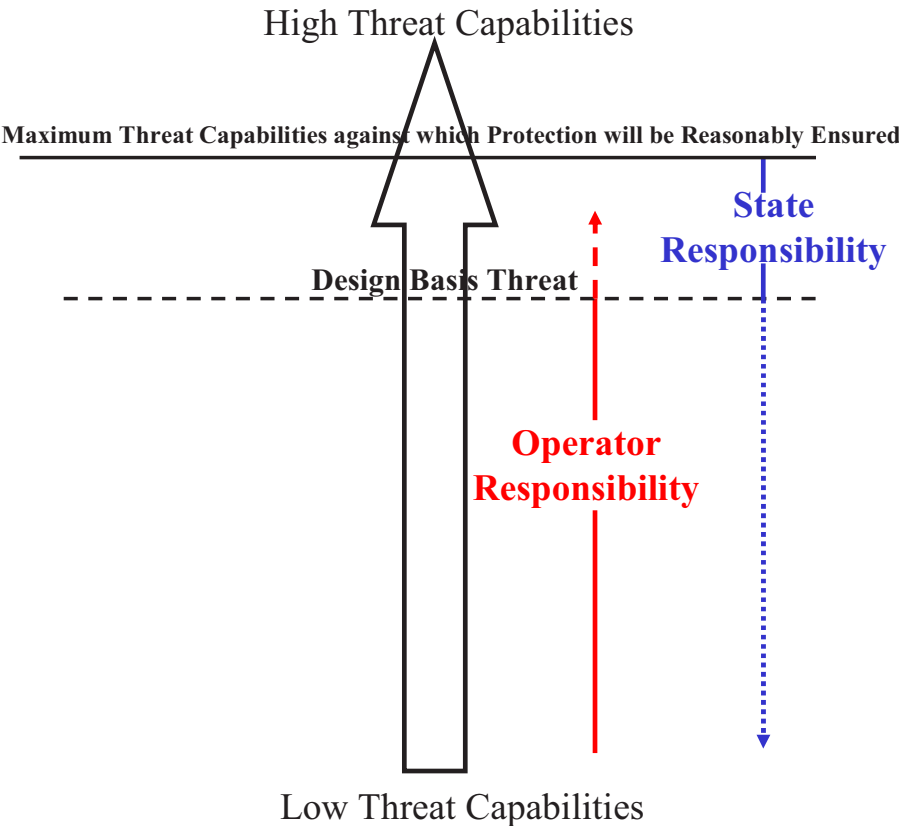 High Threat Capabilities
Maximum Threat Capabilities against which Protection will be Reasonably Ensured
State
Responsibility
Design Basis Threat
Operator
Responsibility
Low Threat Capabilities